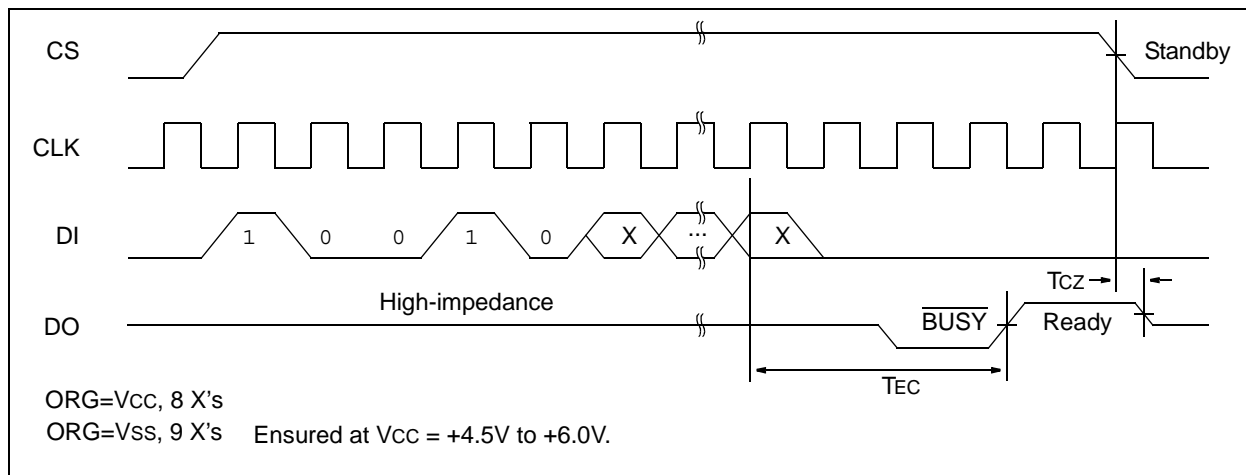 CS
Standby
CLK
DI
1 0 0 1 0 X ... X
TCZ
High-impedance
DO
BUSY
Ready
TEC
ORG=VCC, 8 X's
ORG=VSS, 9 X's Ensured at VCC = +4.5V to +6.0V.